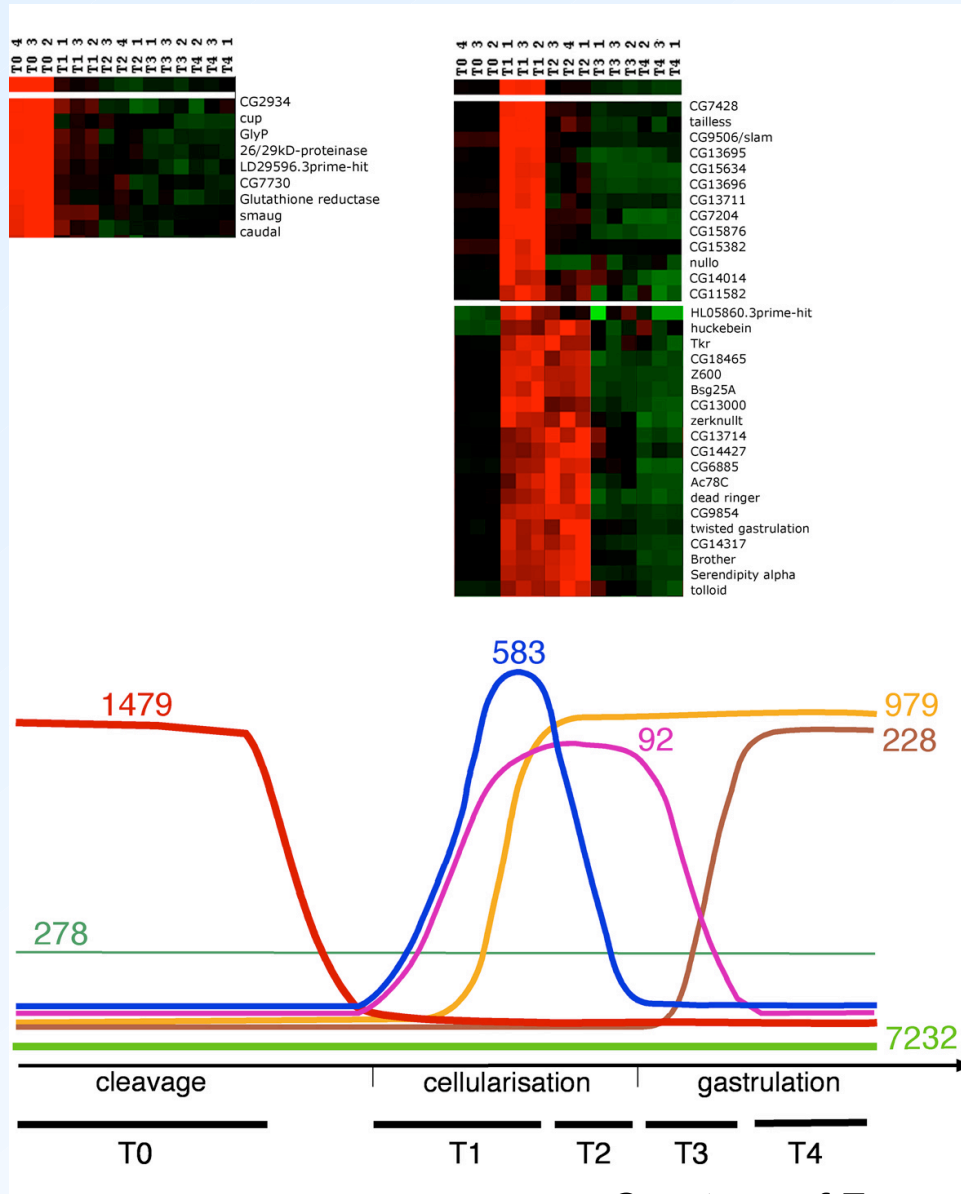 T0 4 T0 3 T0 2 T1 1 T1 3 T1 2 T2 3 T2 4 T2 1 T3 1 T3 3 T3 2 T4 2 T4 3 T4 1
CG2934
cup
GlyP
26/29kD-proteinase
LD29596.3prime-hit
CG7730
Glutathione reductase
smaug
caudal
T0 4 T0 3 T0 2 T1 1 T1 3 T1 2 T2 3 T2 4 T2 1 T3 1 T3 3 T3 2 T4 2 T4 3 T4 1
CG7428
tailless
CG9506/slam
CG13695
CG15634
CG13696
CG13711
CG7204
CG15876
CG15382
nullo
CG14014
CG11582
HL05860.3prime-hit
huckebein
Tkr
CG18465
Z600
Bsg25A
CG13000
zerknullt
CG13714
CG14427
CG6885
Ac78C
dead ringer
CG9854
twisted gastrulation
CG14317
Brother
Serendipity alpha
tolloid
583
1479
979
92
228
278
7232
cleavage cellularisation gastrulation
T0 T1 T2 T3 T4